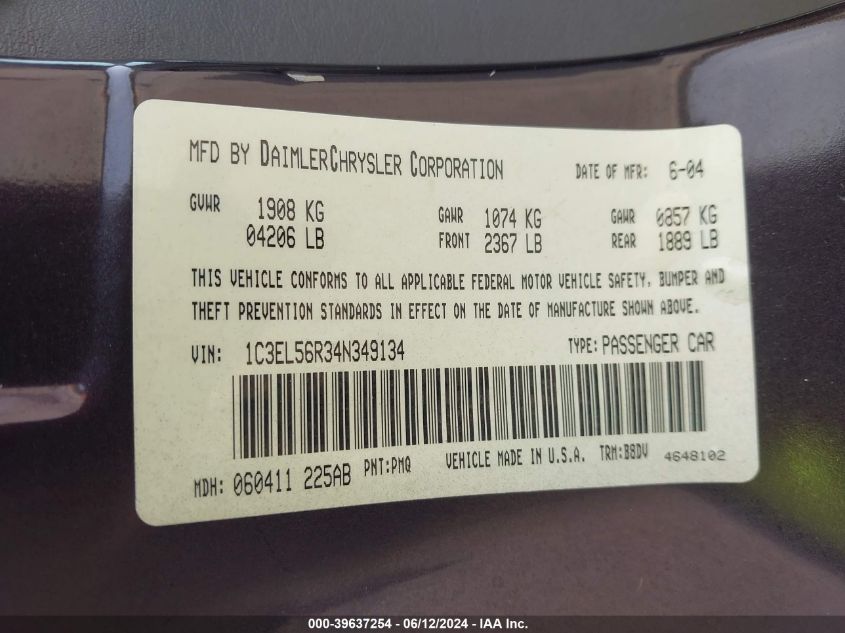 MFD BY DAIMLERCHRYSLER CORPORATION DATE OF MFR: 6-04
GVWR 1908 KG GAWR 1074 KG GAWR 0857 KG
04206 LB FRONT 2367 LB REAR 1889 LB
THIS VEHICLE CONFORMS TO ALL APPLICABLE FEDERAL MOTOR VEHICLE SAFETY, BUMPER AND
THEFT PREVENTION STANDARDS IN EFFECT ON THE DATE OF MANUFACTURE SHOWN ABOVE.
VIN: 1C3EL56R34N349134 TYPE: PASSENGER CAR
MDH: 060411 225AB PNT:PMQ VEHICLE MADE IN U.S.A. TRM:B8DV 4648102
000-39637254 - 06/12/2024 - IAA Inc.